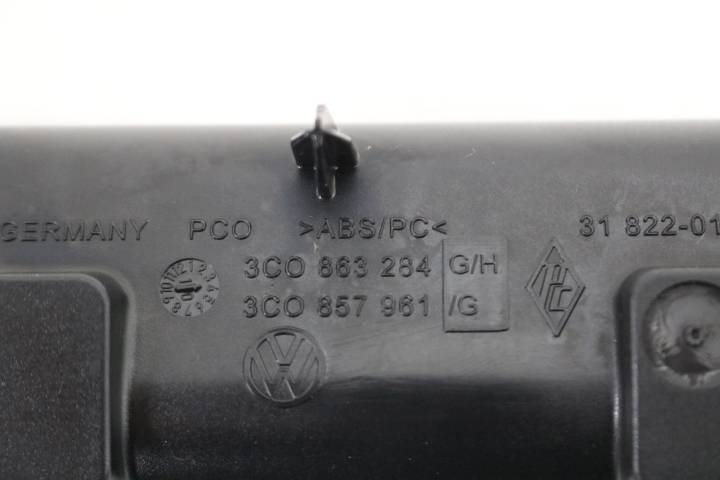 GERMANY PCO >ABS/PC< 31 822-01
3C0 863 284 G/H
3C0 857 961 /G